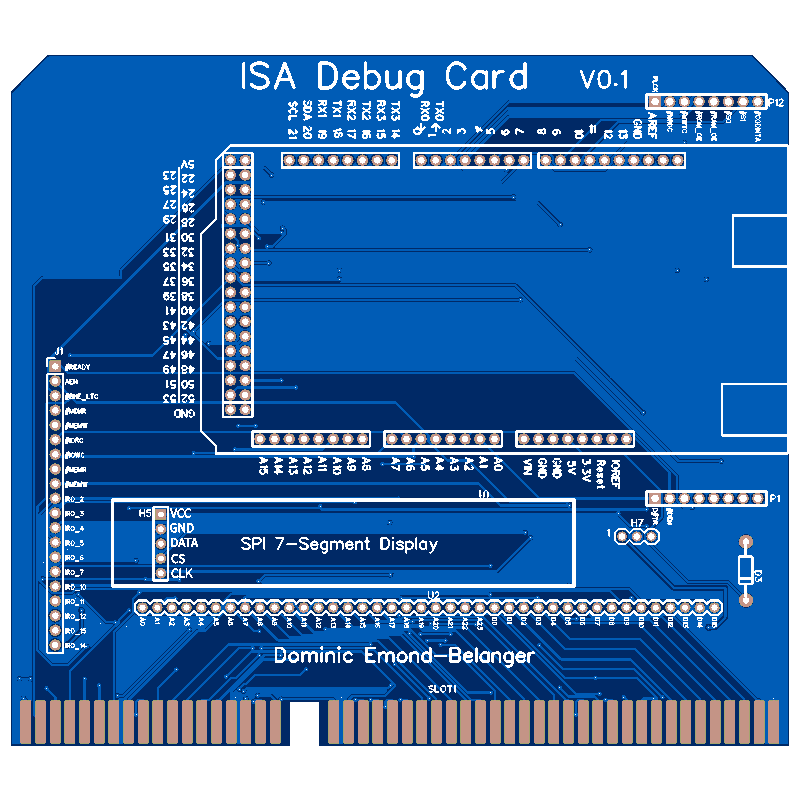 ISA Debug Card
V0.1
P12
SCL 21
SDA 20
RX1 19
TX1 18
RX2 17
TX2 16
RX3 15
TX3 14
RX0 0
TX0 1
2
3
4
5
6
7
8
9
10
11
12
13
GND
AREF
5V
22 23
24 25
26 27
28 29
30 31
32 33
34 35
36 37
38 39
40 41
42 43
44 45
46 47
48 49
50 51
52 53
GND
A15
A14
A13
A12
A11
A10
A9
A8
A7
A6
A5
A4
A3
A2
A1
A0
VIN
GND
GND
5V
3.3V
Reset
IOREF
J1
AEN
IRQ_2
IRQ_3
IRQ_4
IRQ_5
IRQ_6
IRQ_7
IRQ_10
IRQ_11
IRQ_12
IRQ_15
IRQ_14
H5
VCC
GND
DATA
CS
CLK
SPI 7-Segment Display
P1
H7
1
D3
U2
Dominic Emond-Belanger
SLOT1